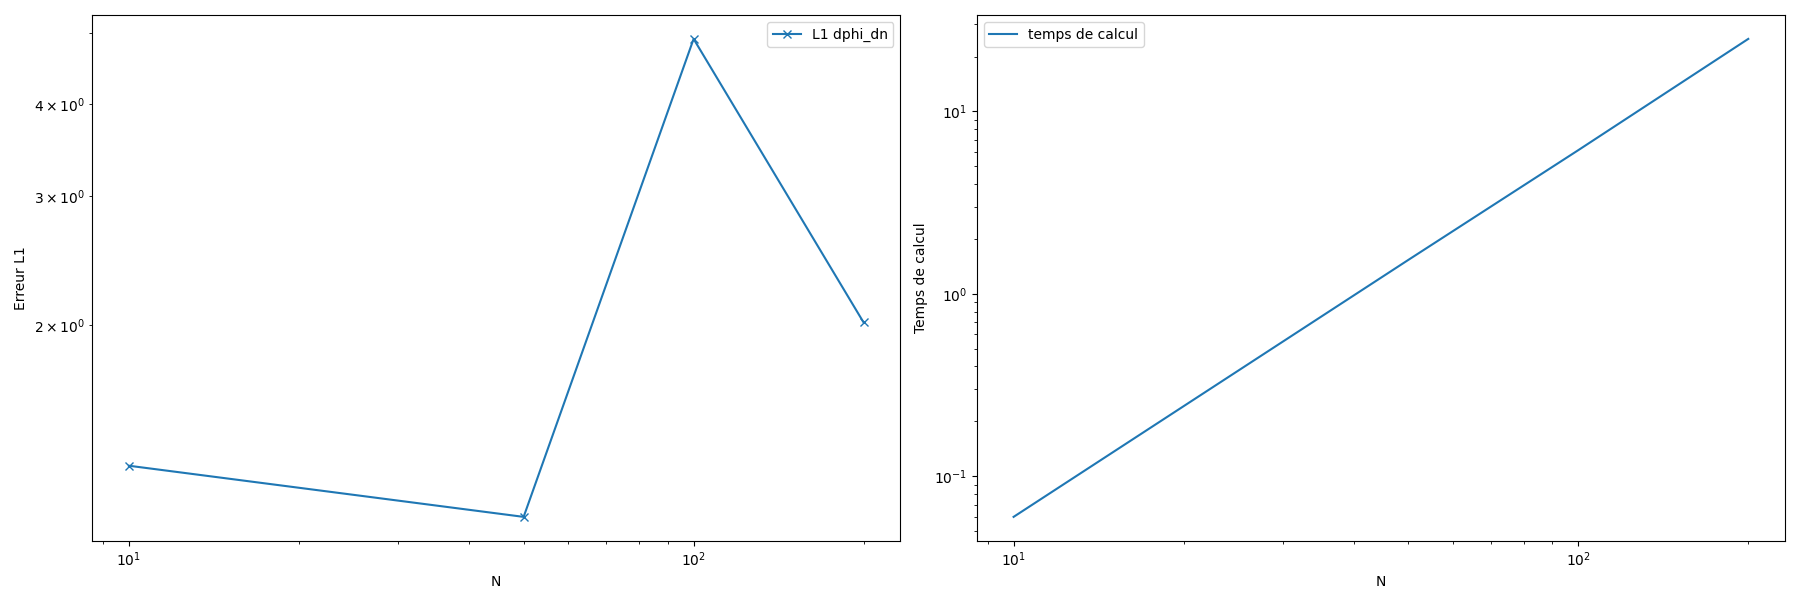 L1 dphi_dn
4 × 10⁰
3 × 10⁰
2 × 10⁰
Erreur L1
10¹
10²
N
temps de calcul
10¹
10⁰
10⁻¹
Temps de calcul
10¹
10²
N